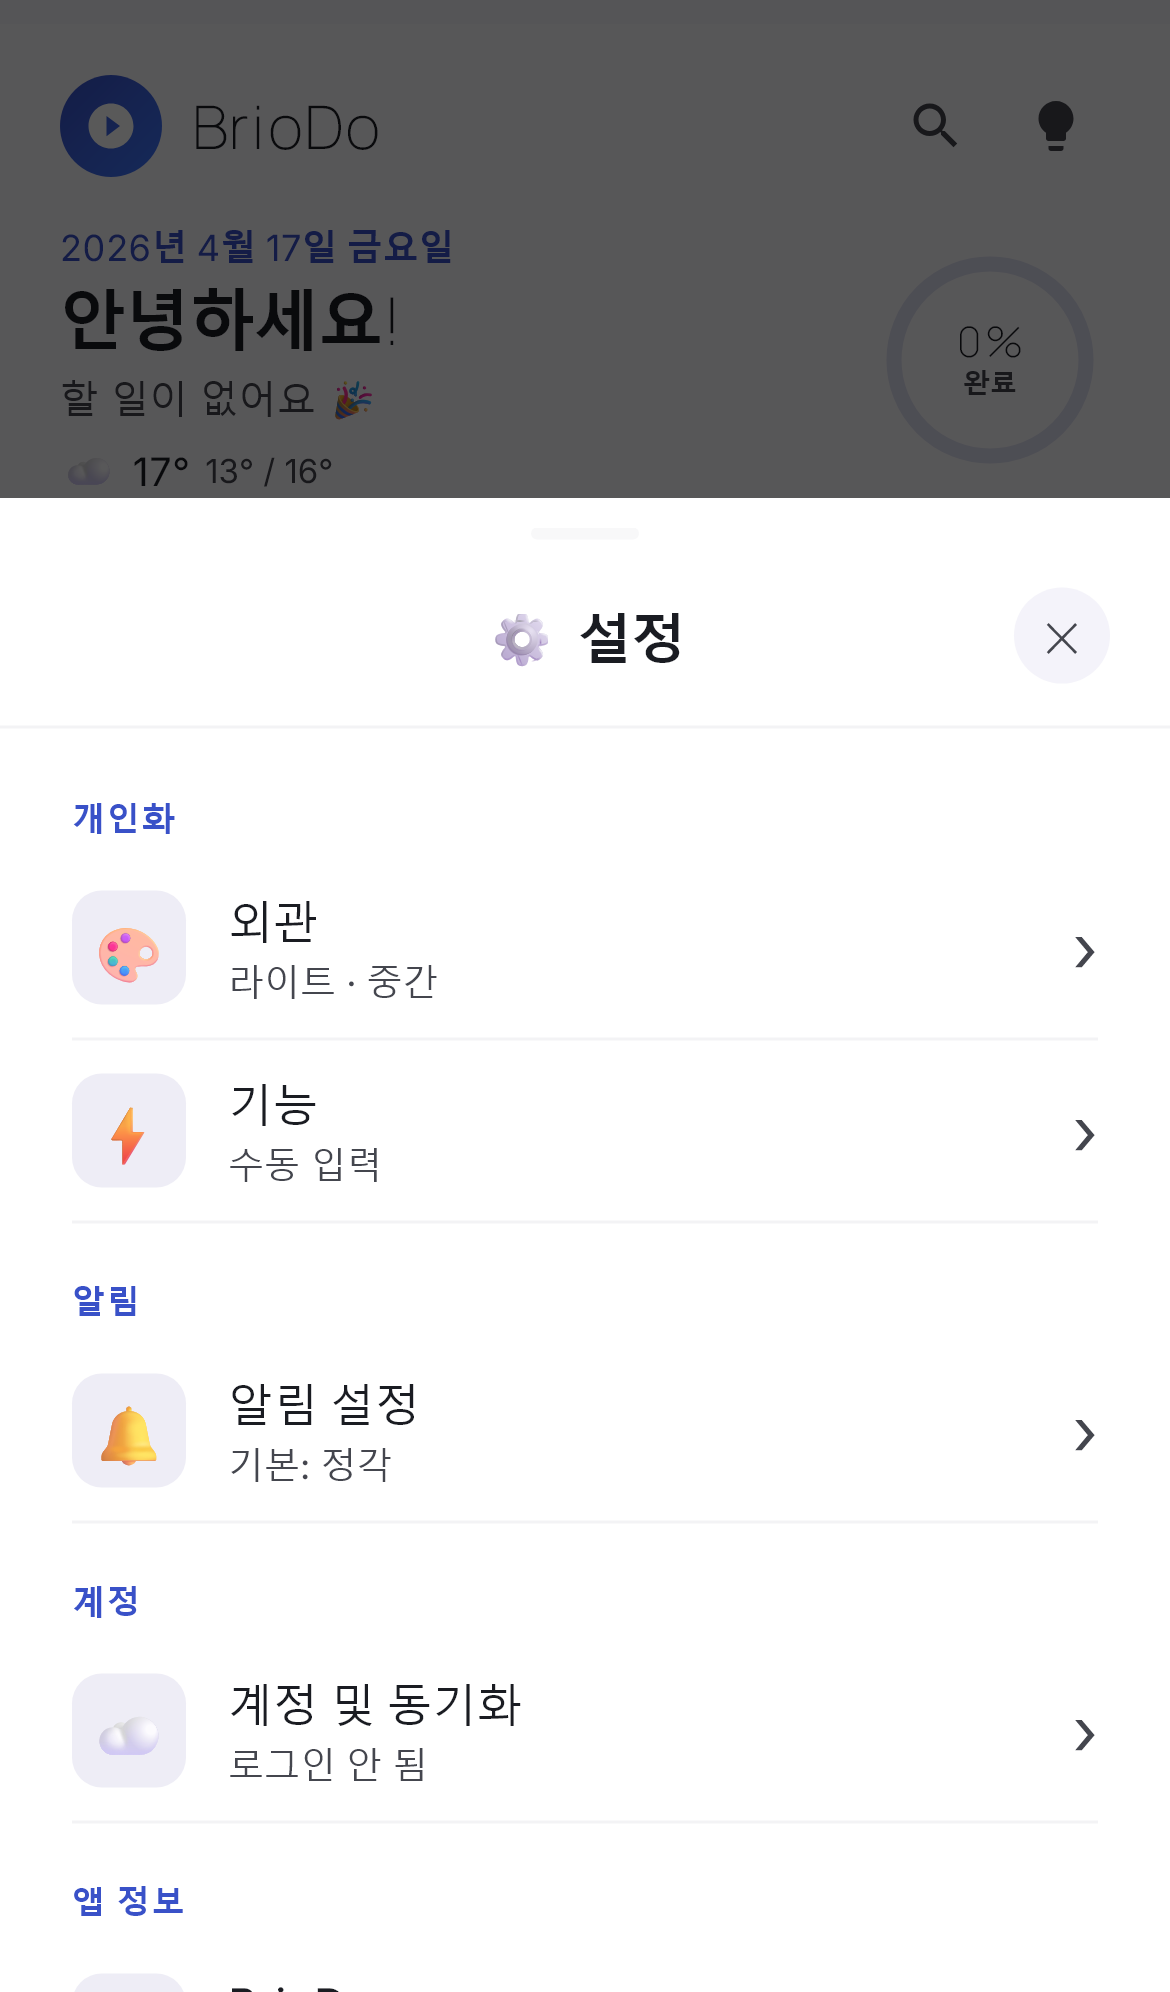 BrioDo
2026년 4월 17일 금요일
안녕하세요!
할 일이 없어요 🎉
0%
완료
17° 13° / 16°
설정
개인화
외관
라이트 · 중간
기능
수동 입력
알림
알림 설정
기본: 정각
계정
계정 및 동기화
로그인 안 됨
앱 정보